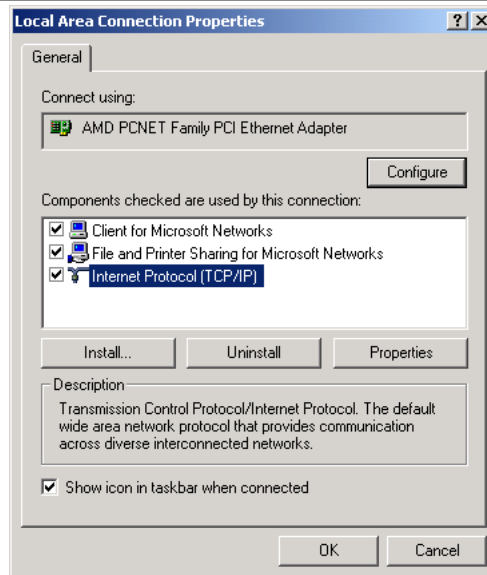 Local Area Connection Properties
General
Connect using:
AMD PCNET Family PCI Ethernet Adapter
Configure
Components checked are used by this connection:
Client for Microsoft Networks
File and Printer Sharing for Microsoft Networks
Internet Protocol (TCP/IP)
Install... Uninstall Properties
Description
Transmission Control Protocol/Internet Protocol. The default
wide area network protocol that provides communication
across diverse interconnected networks.
Show icon in taskbar when connected
OK Cancel